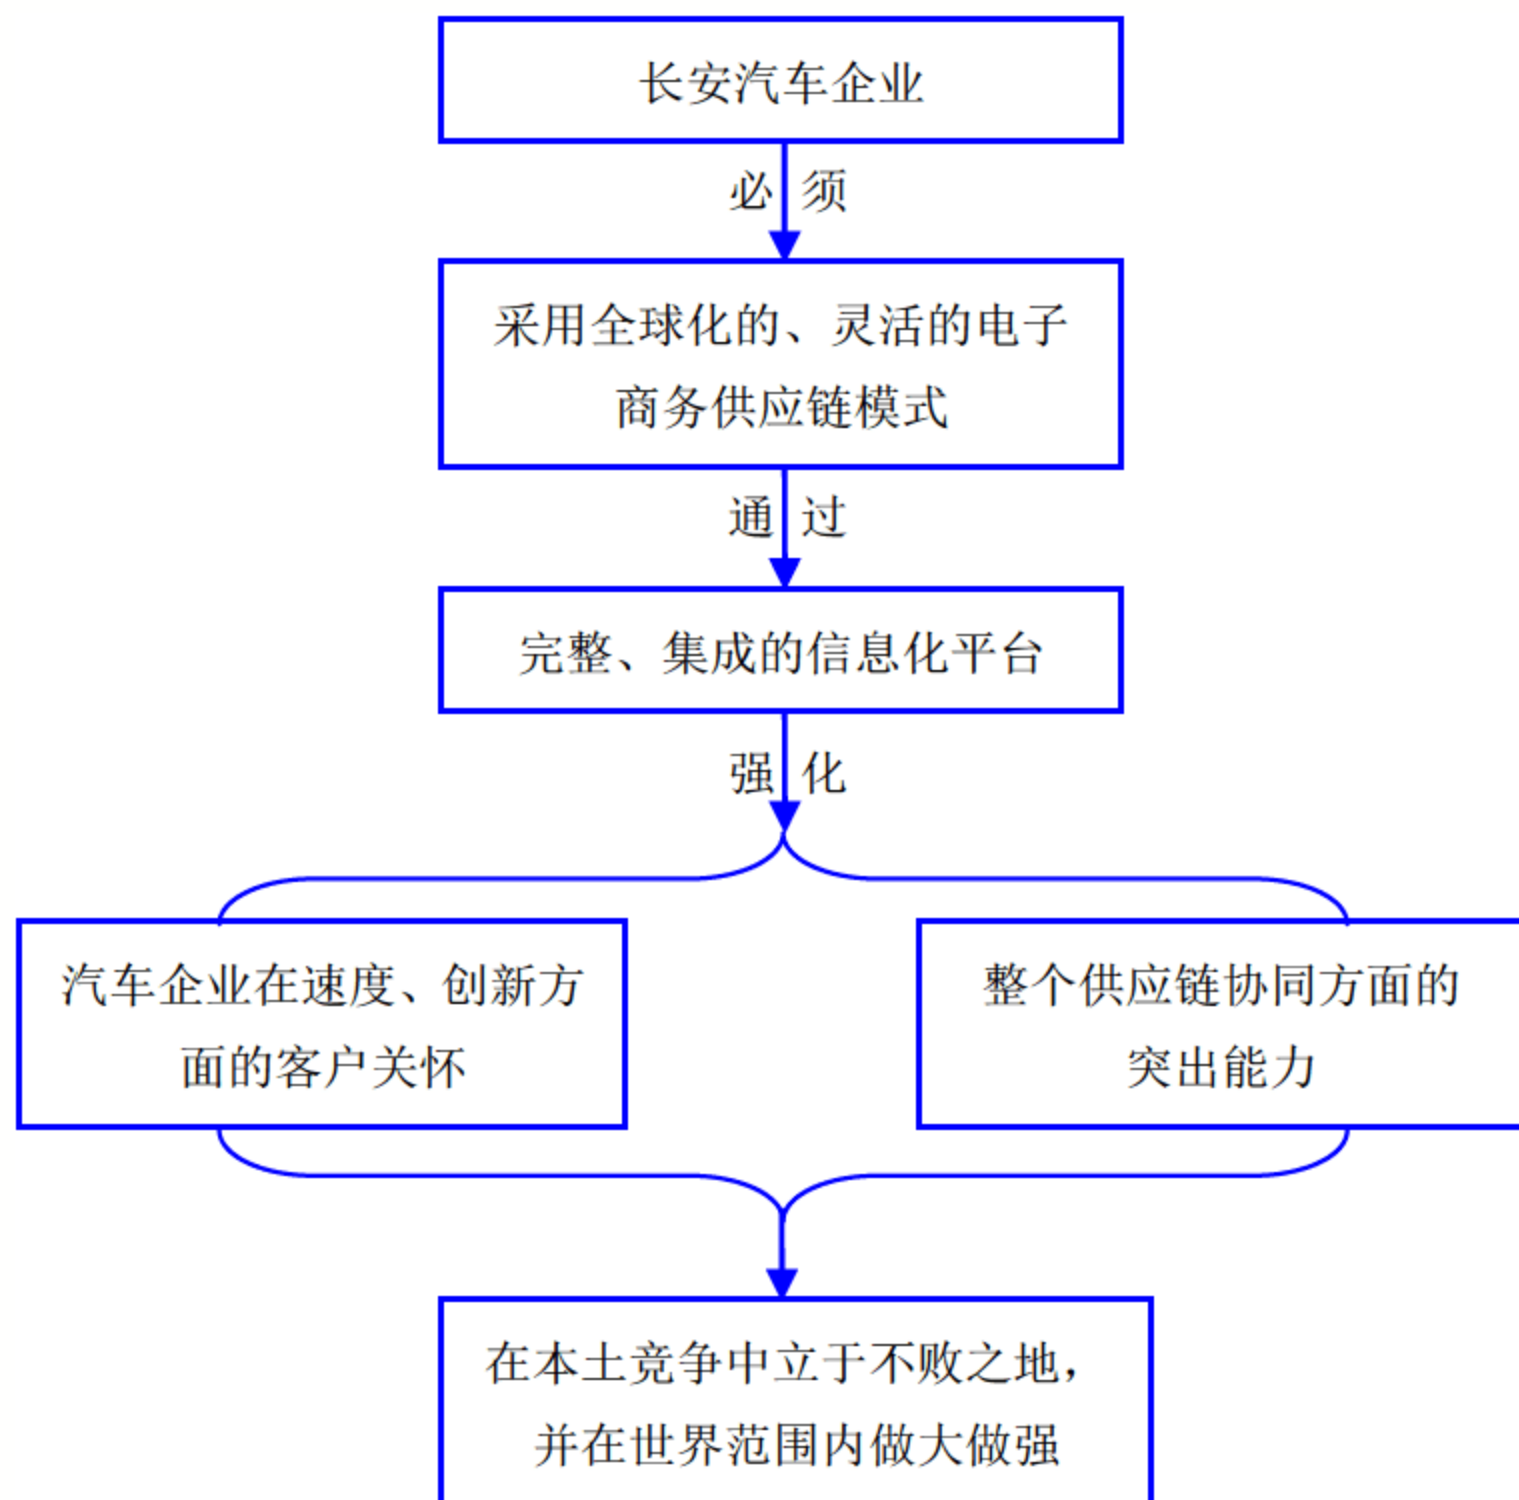 长安汽车企业
必须
采用全球化的、灵活的电子
商务供应链模式
通过
完整、集成的信息化平台
强化
汽车企业在速度、创新方
面的客户关怀
整个供应链协同方面的
突出能力
在本土竞争中立于不败之地，
并在世界范围内做大做强